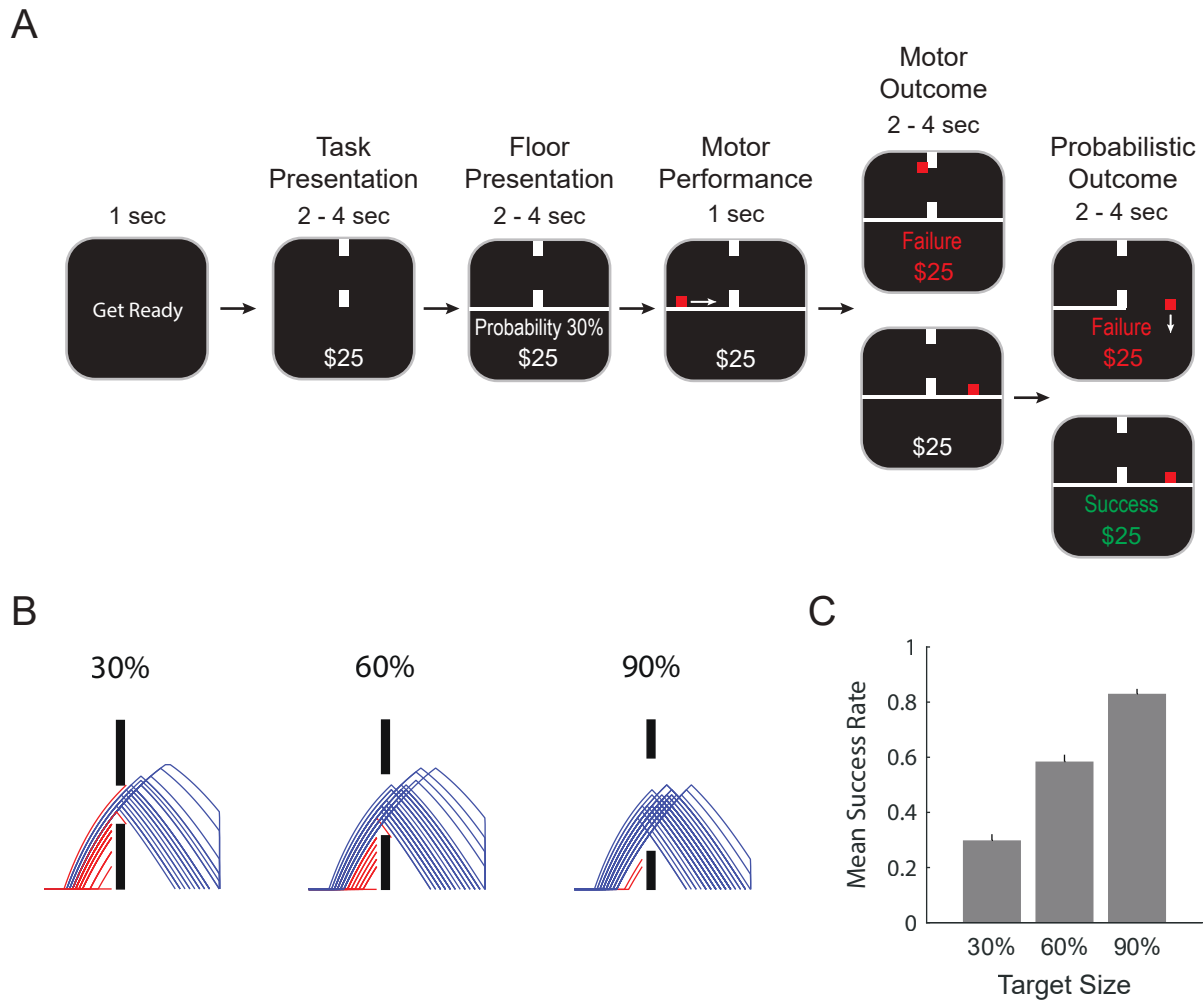 A
1 sec
Get Ready
Task
Presentation
2 - 4 sec
$25
Floor
Presentation
2 - 4 sec
Probability 30%
$25
Motor
Performance
1 sec
$25
Motor
Outcome
2 - 4 sec
Failure
$25
$25
Probabilistic
Outcome
2 - 4 sec
Failure
$25
Success
$25
B
30%
60%
90%
C
Mean Success Rate
1
0.8
0.6
0.4
0.2
0
30% 60% 90%
Target Size